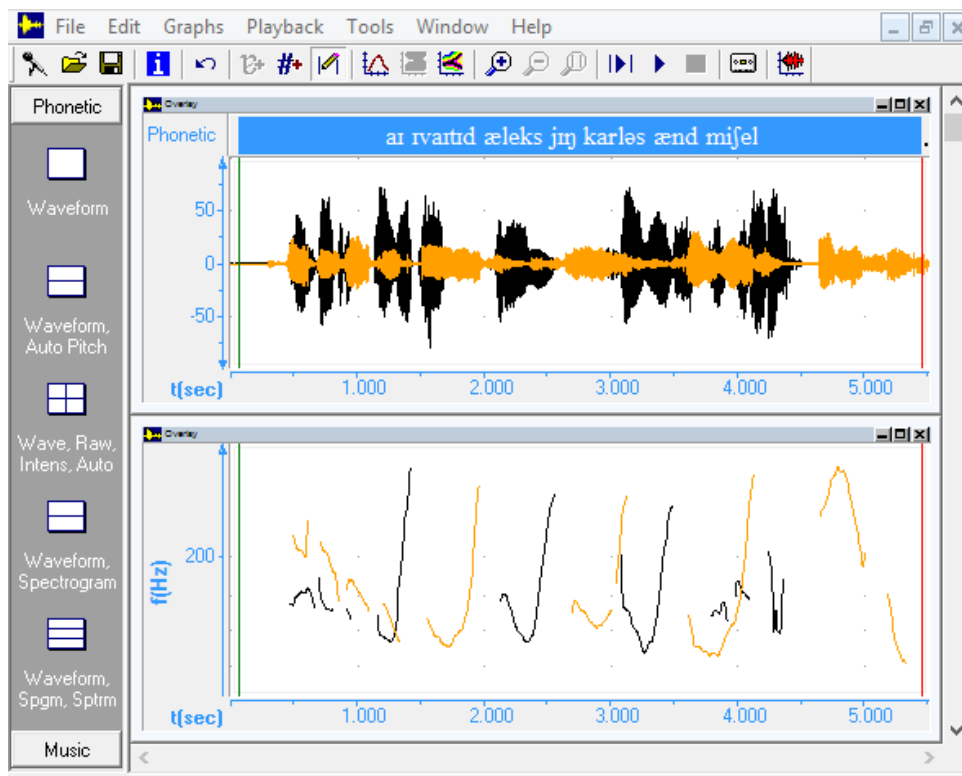 File Edit Graphs Playback Tools Window Help
Phonetic
Waveform
Waveform,
Auto Pitch
Wave, Raw,
Intens, Auto
Waveform,
Spectrogram
Waveform,
Spgm, Sptrm
Music
Overlay
Phonetic aɪ ɪvaɪtɪd æleks jɪŋ karləs ænd miʃel .
50
0
-50
t(sec) 1.000 2.000 3.000 4.000 5.000
Overlay
200
f(Hz)
t(sec) 1.000 2.000 3.000 4.000 5.000